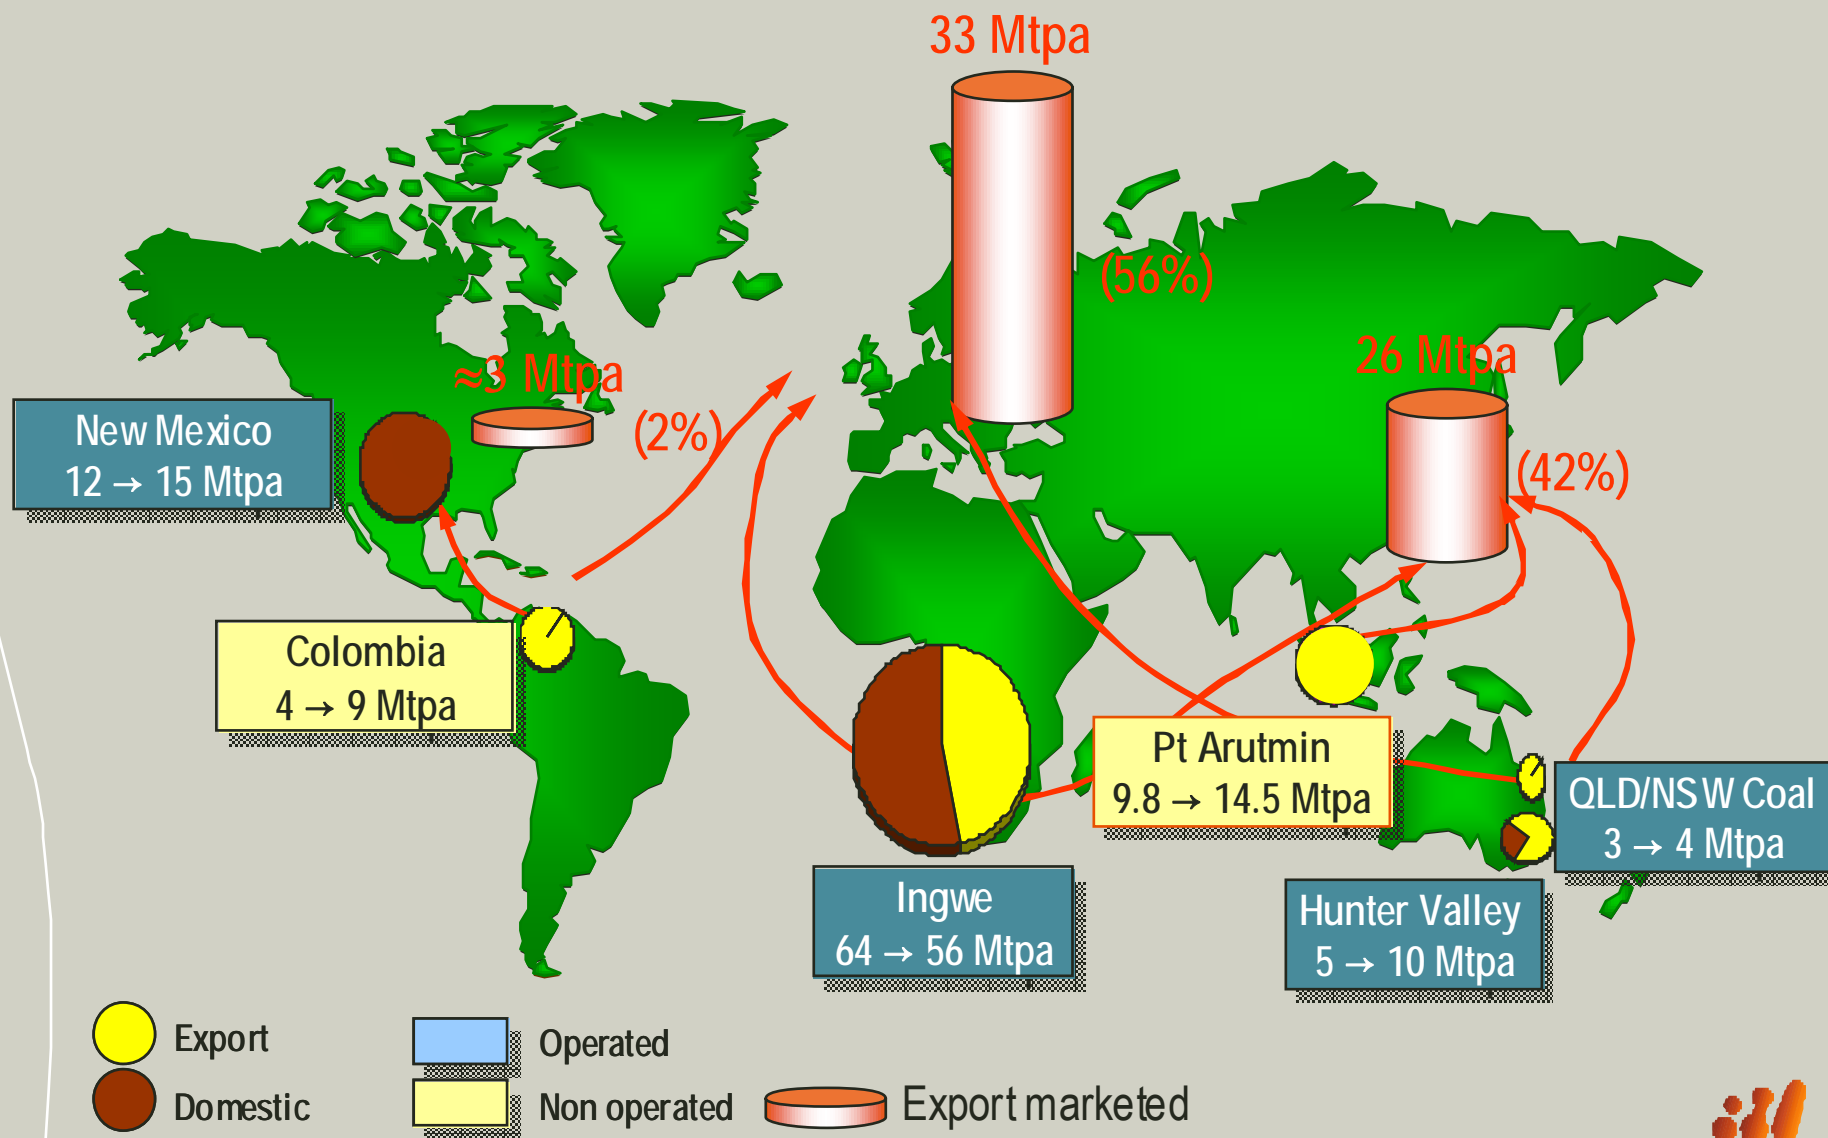 33 Mtpa
(56%)
26 Mtpa
≈3 Mtpa
(2%)
(42%)
New Mexico
12 → 15 Mtpa
Colombia
4 → 9 Mtpa
Pt Arutmin
9.8 → 14.5 Mtpa
QLD/NSW Coal
3 → 4 Mtpa
Ingwe
64 → 56 Mtpa
Hunter Valley
5 → 10 Mtpa
Export
Operated
Domestic
Non operated
Export marketed